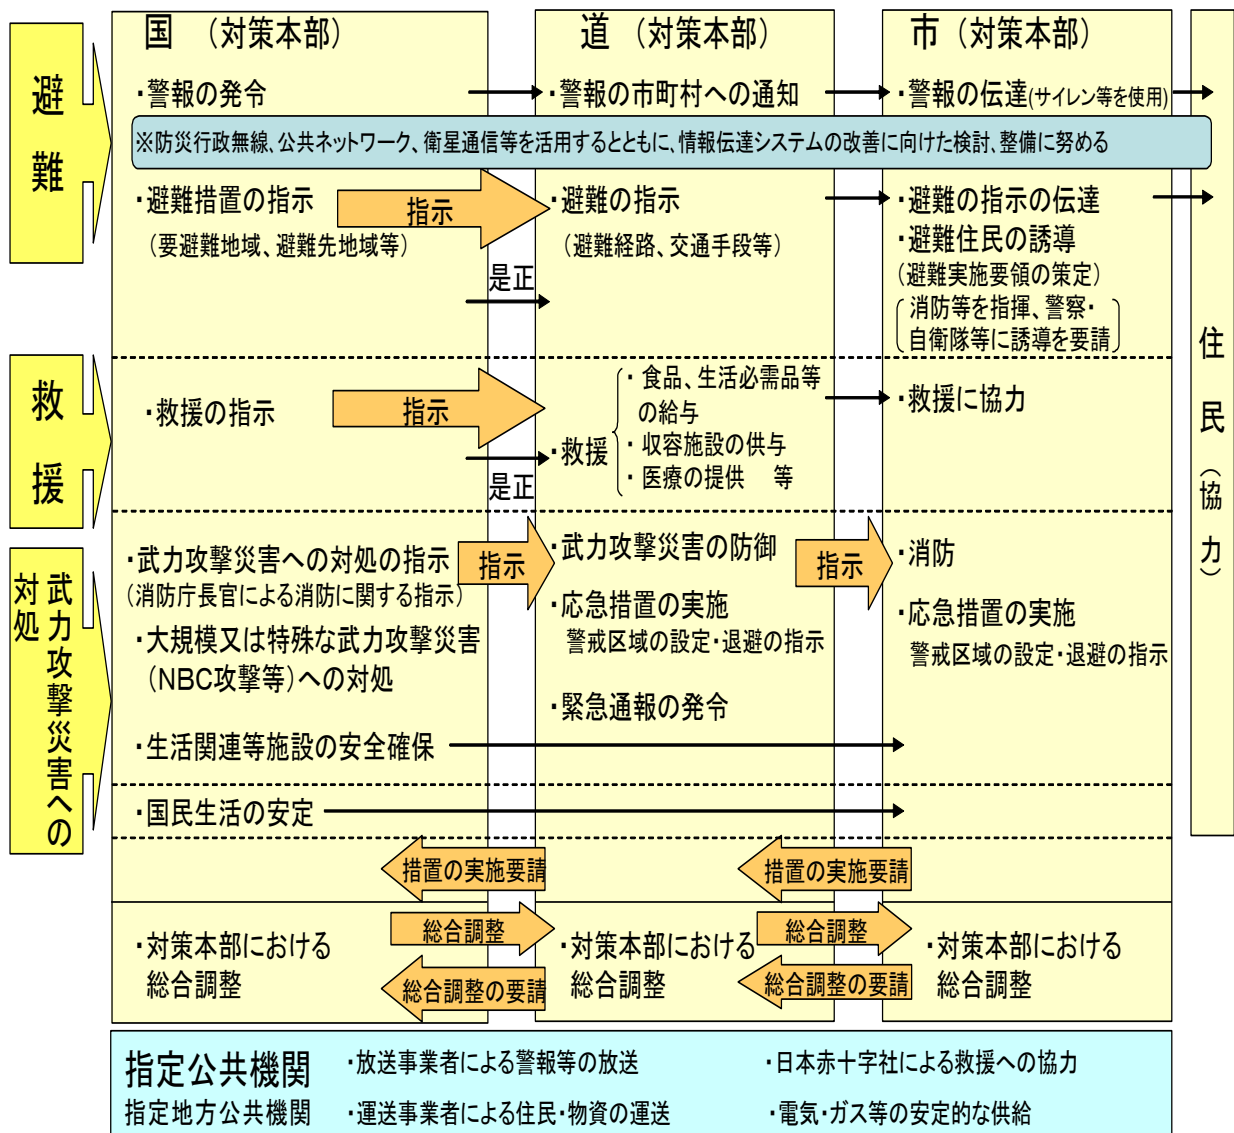 避難
国 （対策本部）
・警報の発令
道 （対策本部）
・警報の市町村への通知
市 （対策本部）
・警報の伝達(サイレン等を使用)
※防災行政無線、公共ネットワーク、衛星通信等を活用するとともに、情報伝達システムの改善に向けた検討、整備に努める
・避難措置の指示
（要避難地域、避難先地域等）
指示
是正
・避難の指示
（避難経路、交通手段等）
・避難の指示の伝達
・避難住民の誘導
（避難実施要領の策定）
消防等を指揮、警察・
自衛隊等に誘導を要請
住民（協力）
救援
・救援の指示
指示
是正
・救援
・食品、生活必需品等
の給与
・収容施設の供与
・医療の提供　等
・救援に協力
武力攻撃災害への
対処
・武力攻撃災害への対処の指示
（消防庁長官による消防に関する指示）
・大規模又は特殊な武力攻撃災害
（NBC攻撃等）への対処
・生活関連等施設の安全確保
指示
・武力攻撃災害の防御
・応急措置の実施
警戒区域の設定・退避の指示
・緊急通報の発令
指示
・消防
・応急措置の実施
警戒区域の設定・退避の指示
・国民生活の安定
措置の実施要請
措置の実施要請
・対策本部における
総合調整
総合調整
総合調整の要請
・対策本部における
総合調整
総合調整
総合調整の要請
・対策本部における
総合調整
指定公共機関
指定地方公共機関
・放送事業者による警報等の放送
・運送事業者による住民・物資の運送
・日本赤十字社による救援への協力
・電気・ガス等の安定的な供給